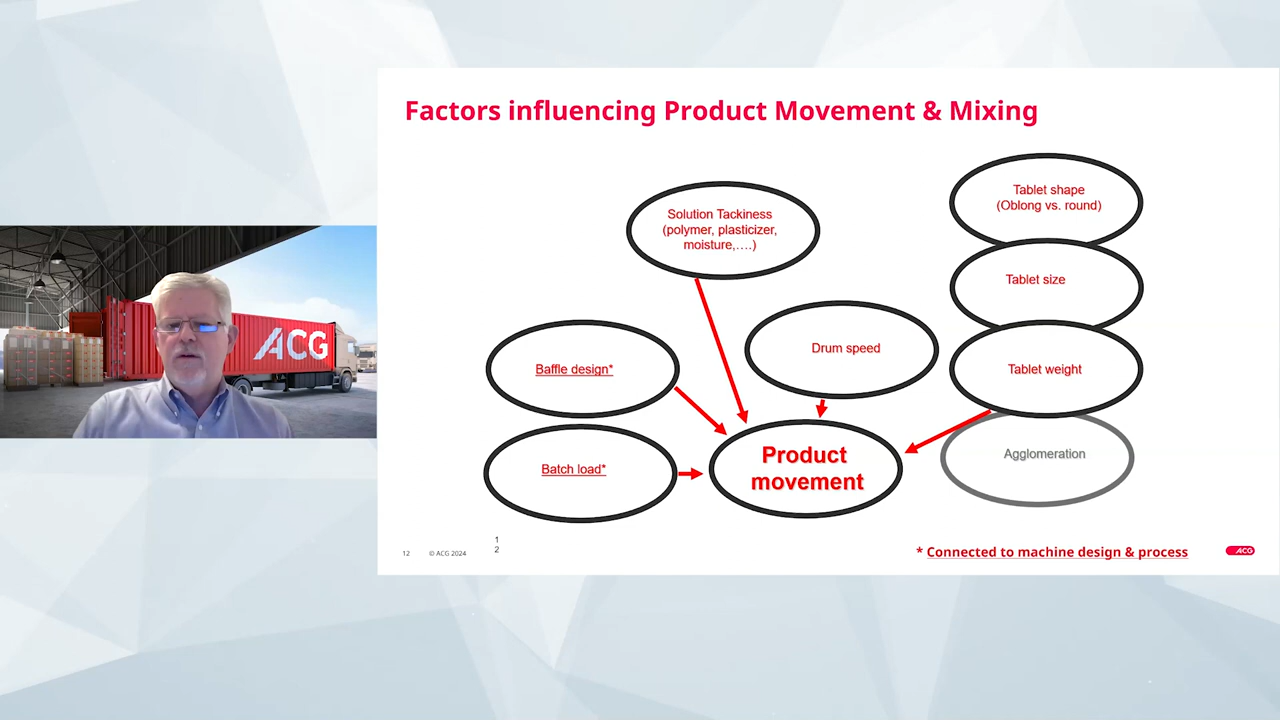 Factors influencing Product Movement & Mixing
Tablet shape
(Oblong vs. round)
Solution Tackiness
(polymer, plasticizer,
moisture,....)
Tablet size
Drum speed
Baffle design*
Tablet weight
Product
movement
Batch load*
Agglomeration
ACG
12
© ACG 2024
1
2
* Connected to machine design & process
ACG